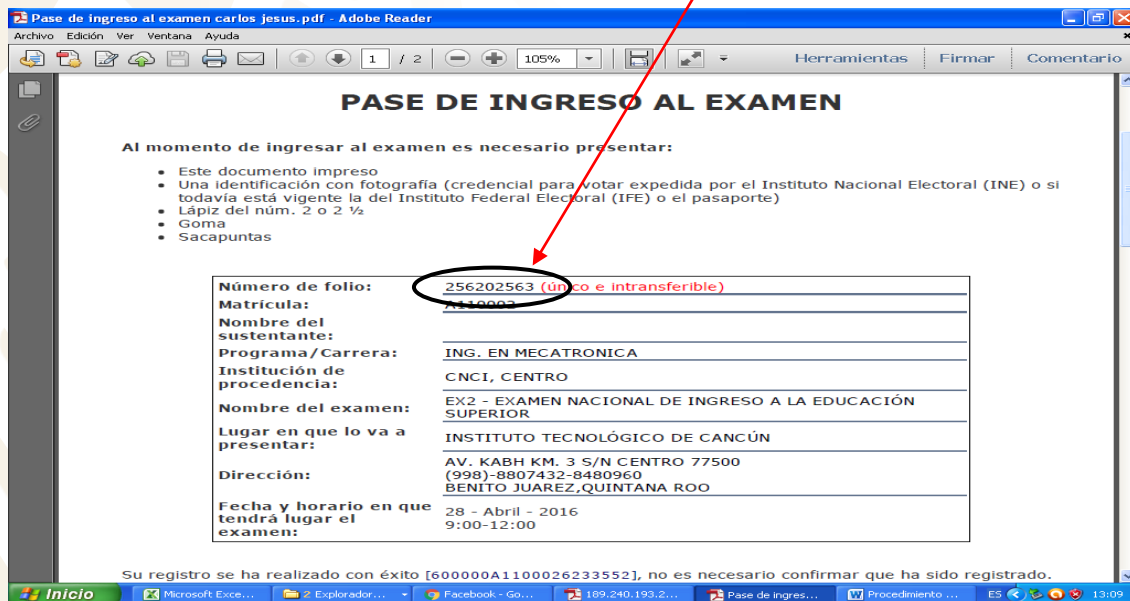 Pase de ingreso al examen carlos jesus.pdf - Adobe Reader
Archivo Edición Ver Ventana Ayuda
1 / 2 105% Herramientas Firmar Comentario
PASE DE INGRESO AL EXAMEN
Al momento de ingresar al examen es necesario presentar:
• Este documento impreso
• Una identificación con fotografía (credencial para votar expedida por el Instituto Nacional Electoral (INE) o si
todavía está vigente la del Instituto Federal Electoral (IFE) o el pasaporte)
• Lápiz del núm. 2 o 2 ½
• Goma
• Sacapuntas
Número de folio: 256202563 (único e intransferible)
Matrícula: A110002
Nombre del
sustentante:
Programa/Carrera: ING. EN MECATRONICA
Institución de
procedencia: CNCI, CENTRO
Nombre del examen: EX2 - EXAMEN NACIONAL DE INGRESO A LA EDUCACIÓN
SUPERIOR
Lugar en que lo va a
presentar: INSTITUTO TECNOLÓGICO DE CANCÚN
Dirección: AV. KABH KM. 3 S/N CENTRO 77500
(998)-8807432-8480960
BENITO JUAREZ,QUINTANA ROO
Fecha y horario en que
tendrá lugar el
examen: 28 - Abril - 2016
9:00-12:00
Su registro se ha realizado con éxito [600000A1100026233552], no es necesario confirmar que ha sido registrado.
Inicio Microsoft Exce... 2 Explorador... Facebook - Go... 189.240.193.2... Pase de ingres... Procedimiento ... ES 13:09